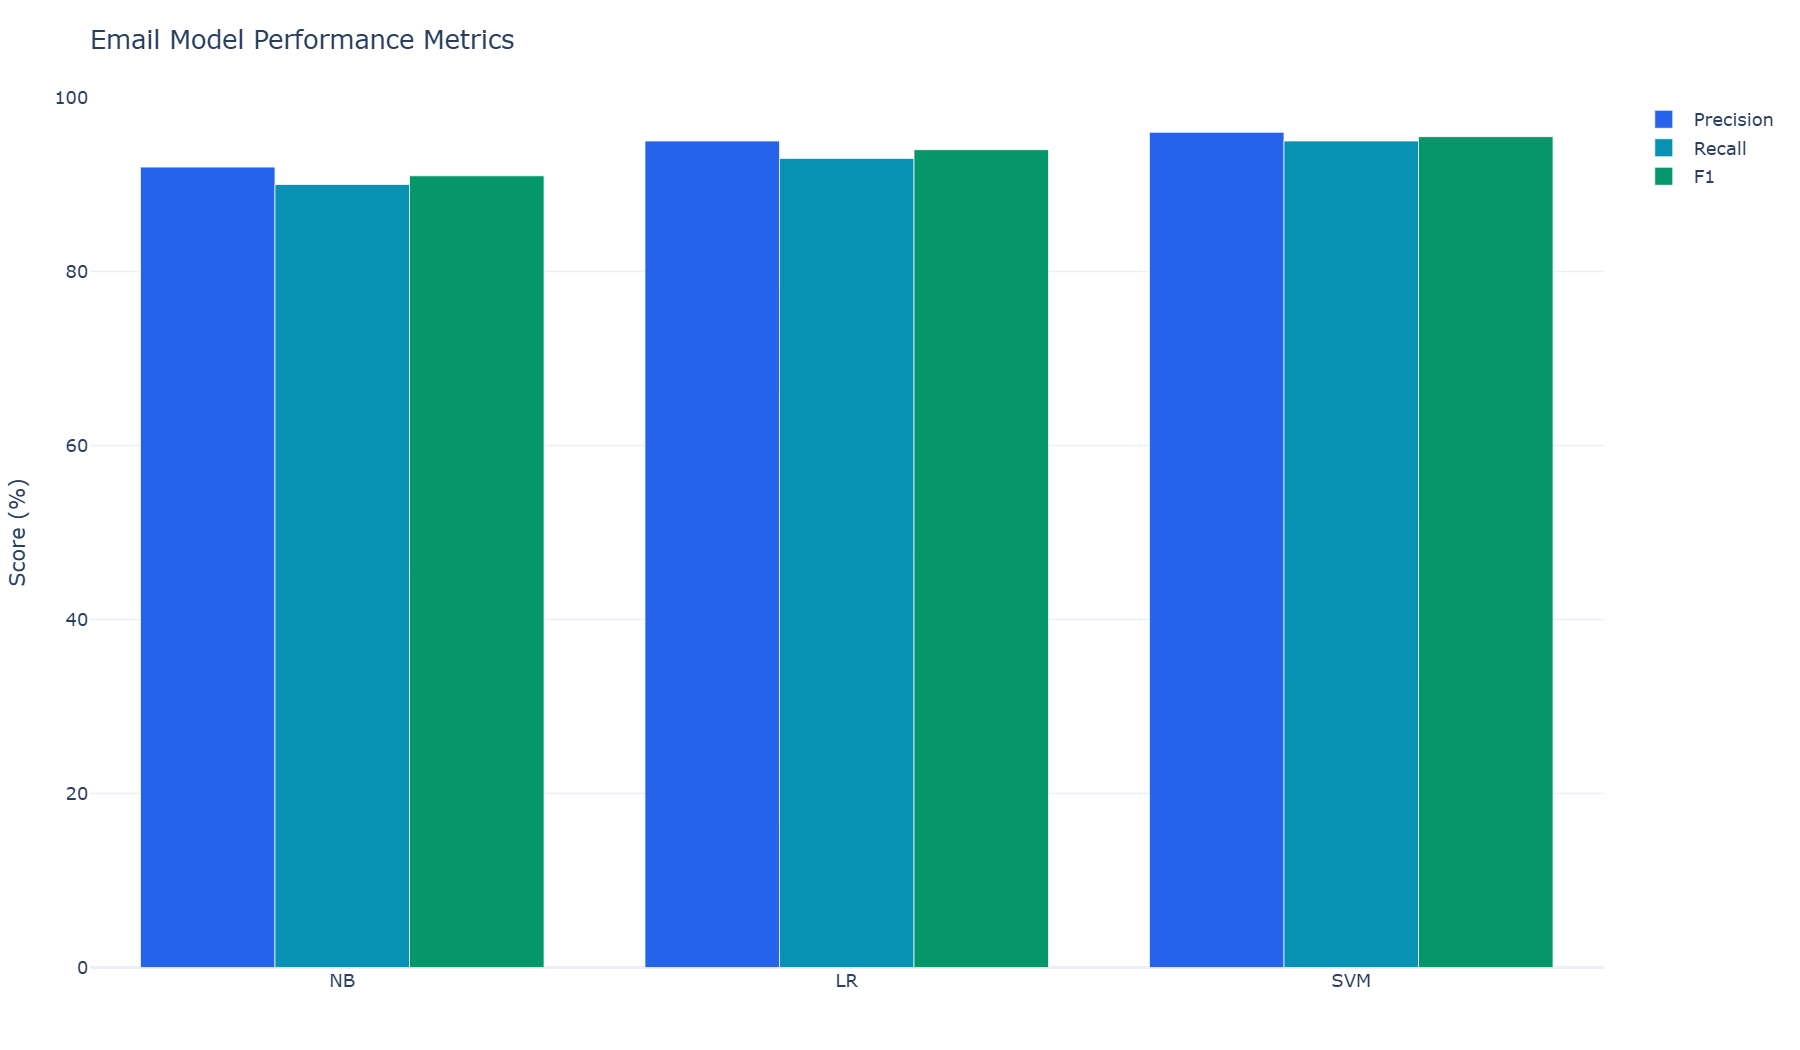 Email Model Performance Metrics
100
80
60
40
20
0
Score (%)
NB
LR
SVM
Precision
Recall
F1